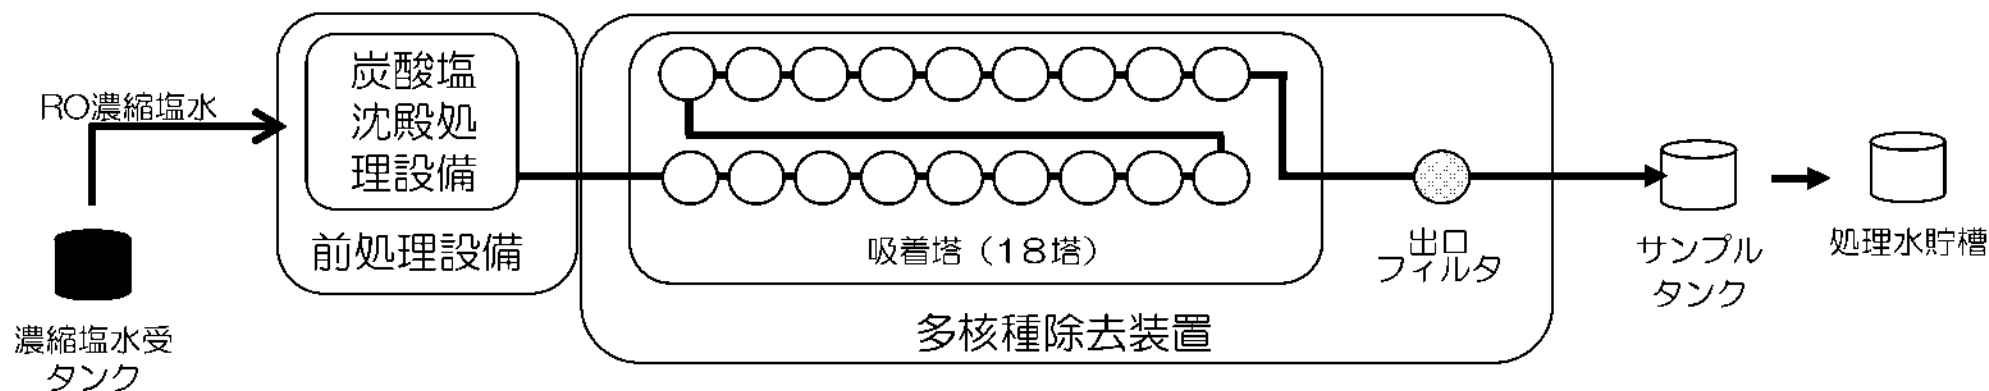 RO濃縮塩水
濃縮塩水受
タンク
炭酸塩
沈殿処
理設備
前処理設備
吸着塔（１８塔）
出口
フィルタ
多核種除去装置
サンプル
タンク
処理水貯槽